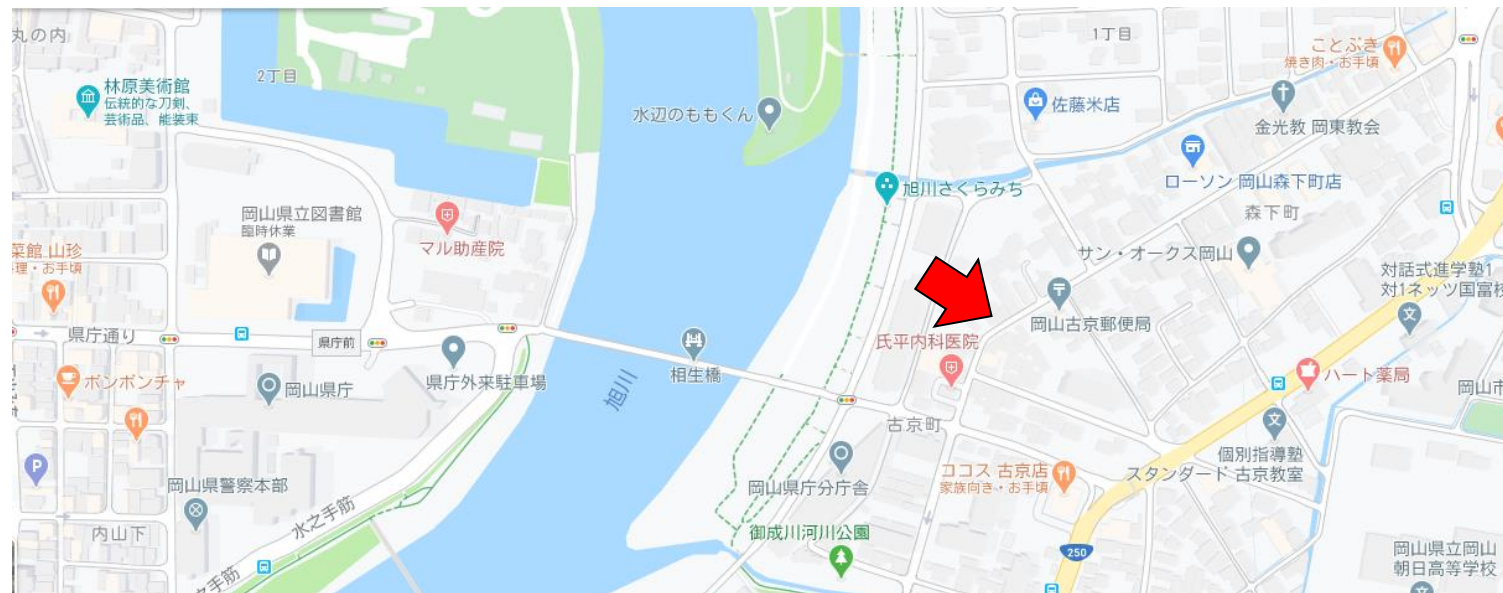 丸の内
2丁目
林原美術館
伝統的な刀剣、
芸術品、能装束
水辺のももくん
1丁目
ことぶき
焼き肉・お手頃
佐藤米店
金光教 岡東教会
ローソン 岡山森下町店
森下町
旭川さくらみち
岡山県立図書館
臨時休業
マル助産院
菜館 山珍
理・お手頃
サン・オークス岡山
対話式進学塾1
対1ネッツ国富校
岡山古京郵便局
氏平内科医院
県庁通り
県庁前
相生橋
旭川
ボンボンチャ
岡山県庁
県庁外来駐車場
ハート薬局
岡山市
古京町
個別指導塾
スタンダード 古京教室
ココス 古京店
家族向き・お手頃
P
岡山県警察本部
岡山県庁分庁舎
水之手筋
内山下
御成川河川公園
250
岡山県立岡山
朝日高等学校
水之手筋